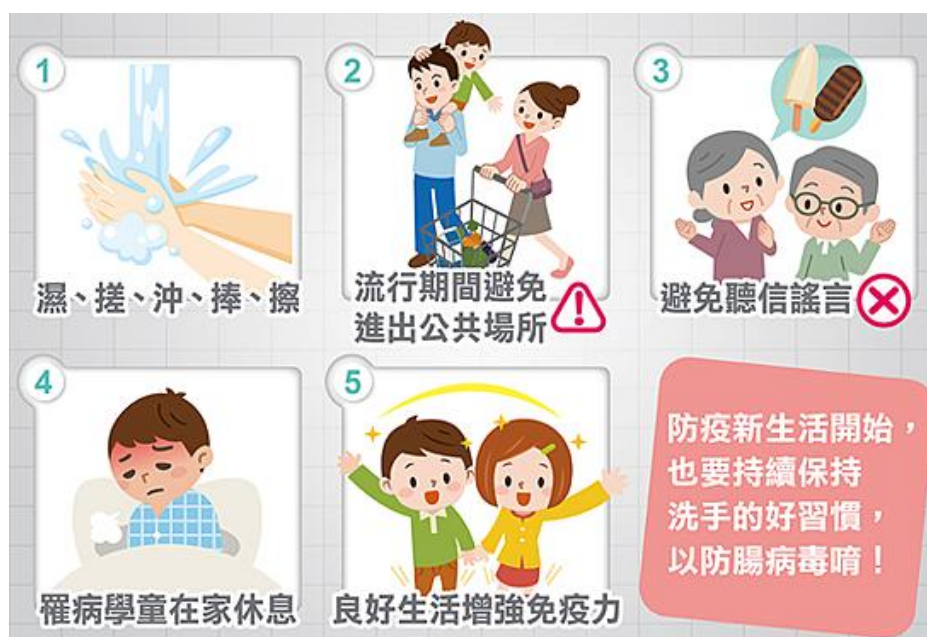 1
濕、搓、沖、捧、擦
2
流行期間避免
進出公共場所
3
避免聽信謠言
4
罹病學童在家休息
5
良好生活增強免疫力
防疫新生活開始，
也要持續保持
洗手的好習慣，
以防腸病毒唷！